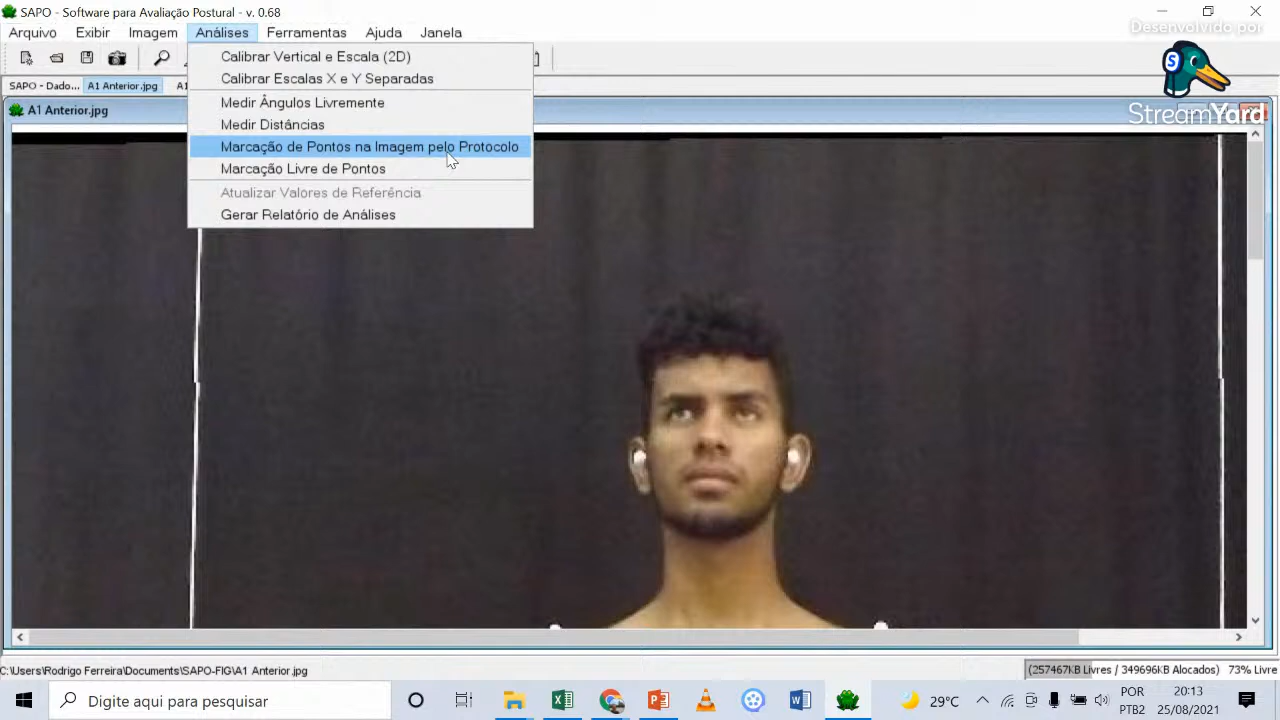 SAPO - Software para Avaliação Postural - v. 0.68
Desenvolvido por
StreamYard
Arquivo Exibir Imagem Análises Ferramentas Ajuda Janela
Calibrar Vertical e Escala (2D)
Calibrar Escalas X e Y Separadas
Medir Ângulos Livremente
Medir Distâncias
Marcação de Pontos na Imagem pelo Protocolo
Marcação Livre de Pontos
Atualizar Valores de Referência
Gerar Relatório de Análises
SAPO - Dado... A1 Anterior.jpg A1
A1 Anterior.jpg
C:\Users\Rodrigo Ferreira\Documents\SAPO-FIG\A1 Anterior.jpg
(257467kB Livres / 349696kB Alocados) 73% Livre
Digite aqui para pesquisar
29°C
POR
PTB2
20:13
25/08/2021